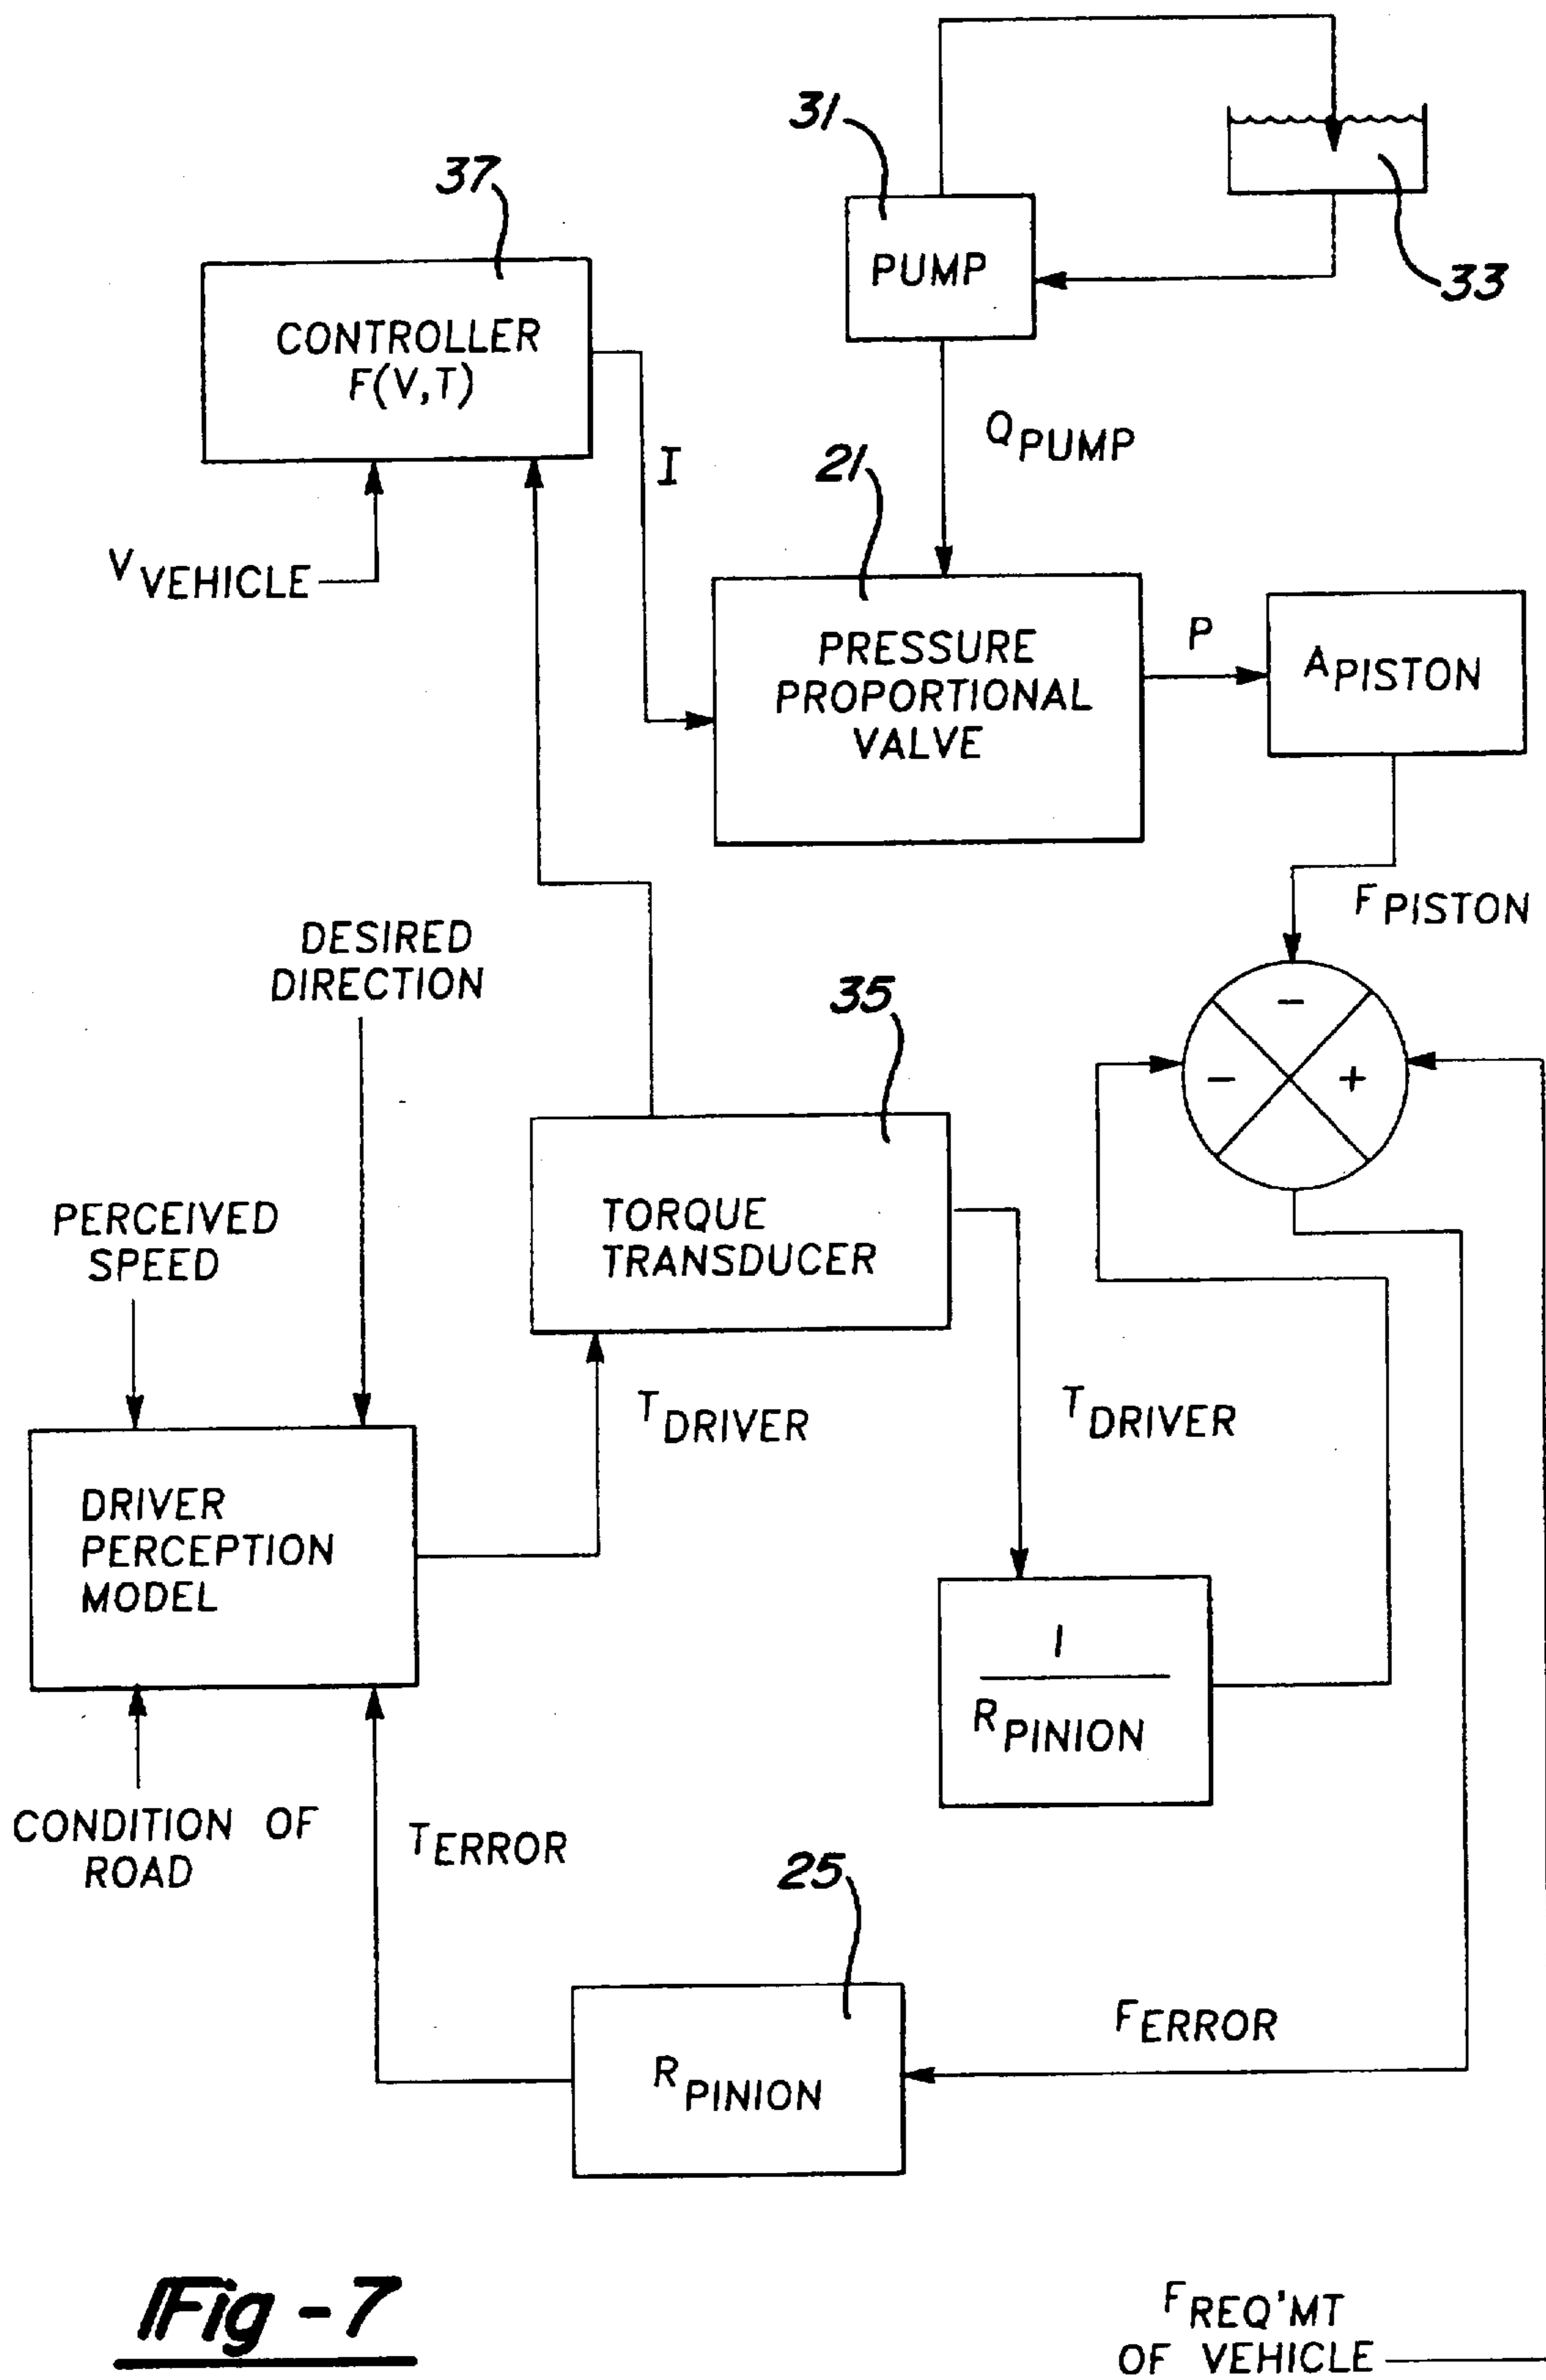 31
37
PUMP
33
CONTROLLER
F(V,T)
QPUMP
I
21
VVEHICLE
PRESSURE
PROPORTIONAL
VALVE
P
APISTON
FPISTON
DESIRED
DIRECTION
35
-
-
+
PERCEIVED
SPEED
TORQUE
TRANSDUCER
TDRIVER
TDRIVER
DRIVER
PERCEPTION
MODEL
1
RPINION
CONDITION OF
ROAD
TERROR
25
FERROR
RPINION
Fig-7
FREQ'MT
OF VEHICLE